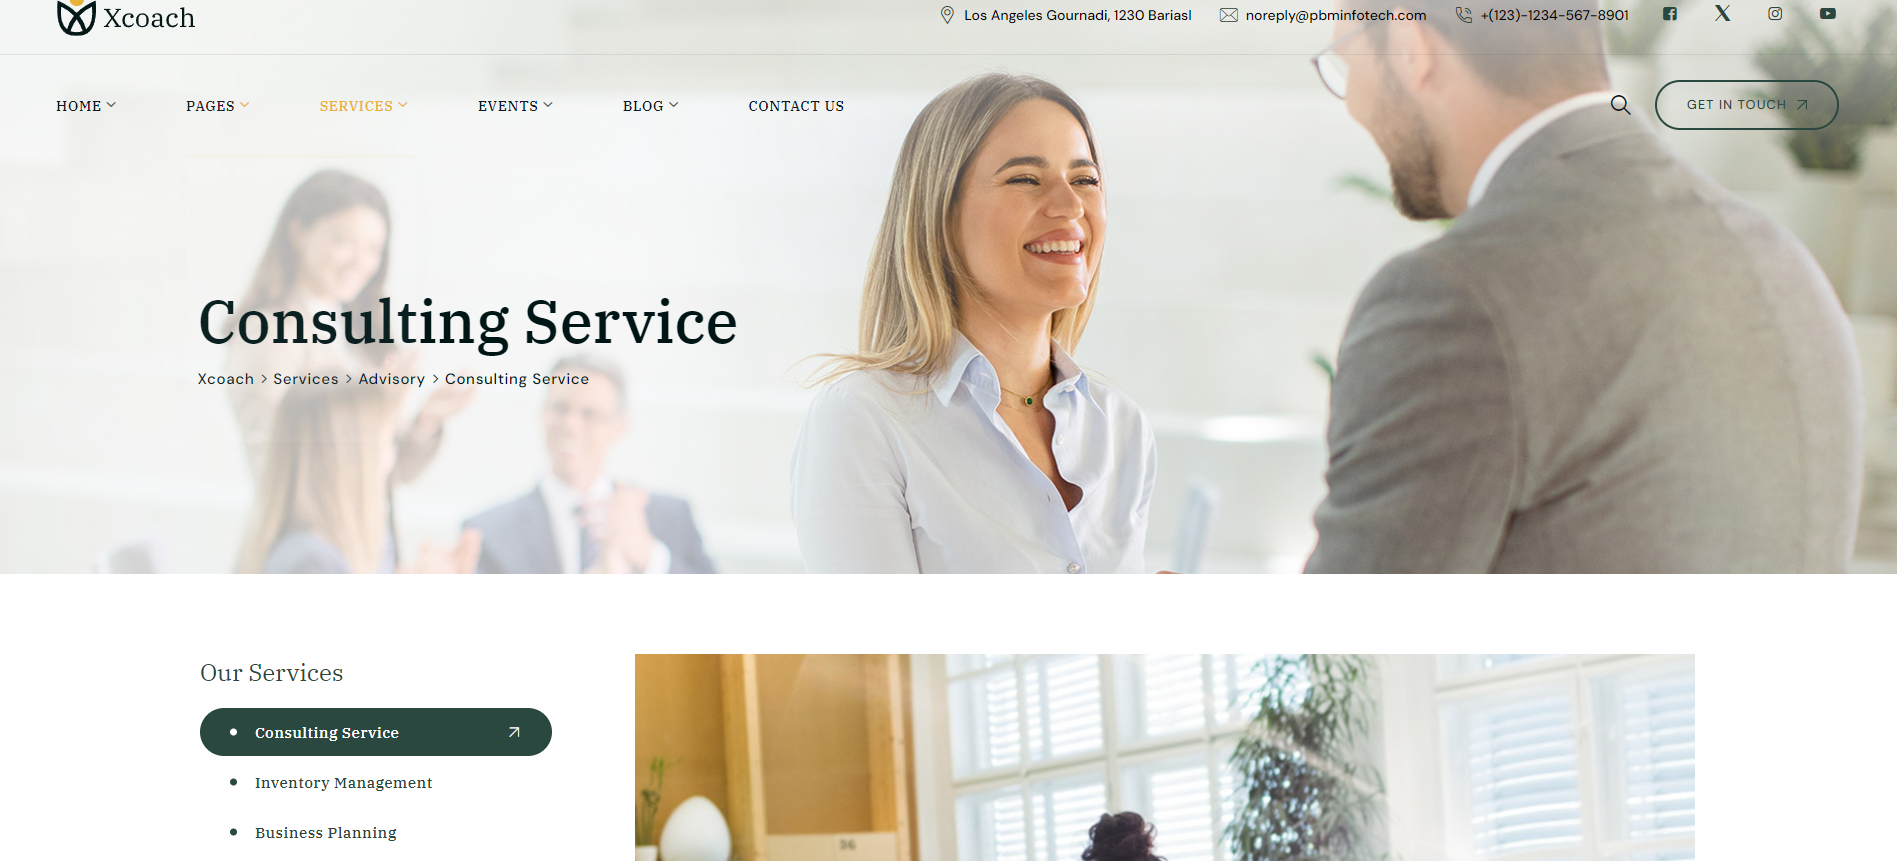 Xcoach
Los Angeles Gournadi, 1230 Bariasl
noreply@pbminfotech.com
+(123)-1234-567-8901
HOME
PAGES
SERVICES
EVENTS
BLOG
CONTACT US
GET IN TOUCH
Consulting Service
Xcoach > Services > Advisory > Consulting Service
Our Services
Consulting Service
Inventory Management
Business Planning
36